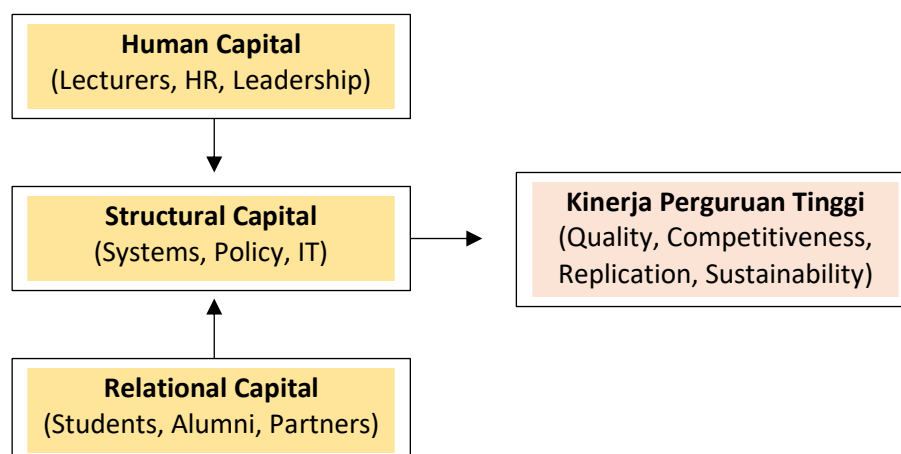 Human Capital
(Lecturers, HR, Leadership)
Structural Capital
(Systems, Policy, IT)
Kinerja Perguruan Tinggi
(Quality, Competitiveness,
Replication, Sustainability)
Relational Capital
(Students, Alumni, Partners)